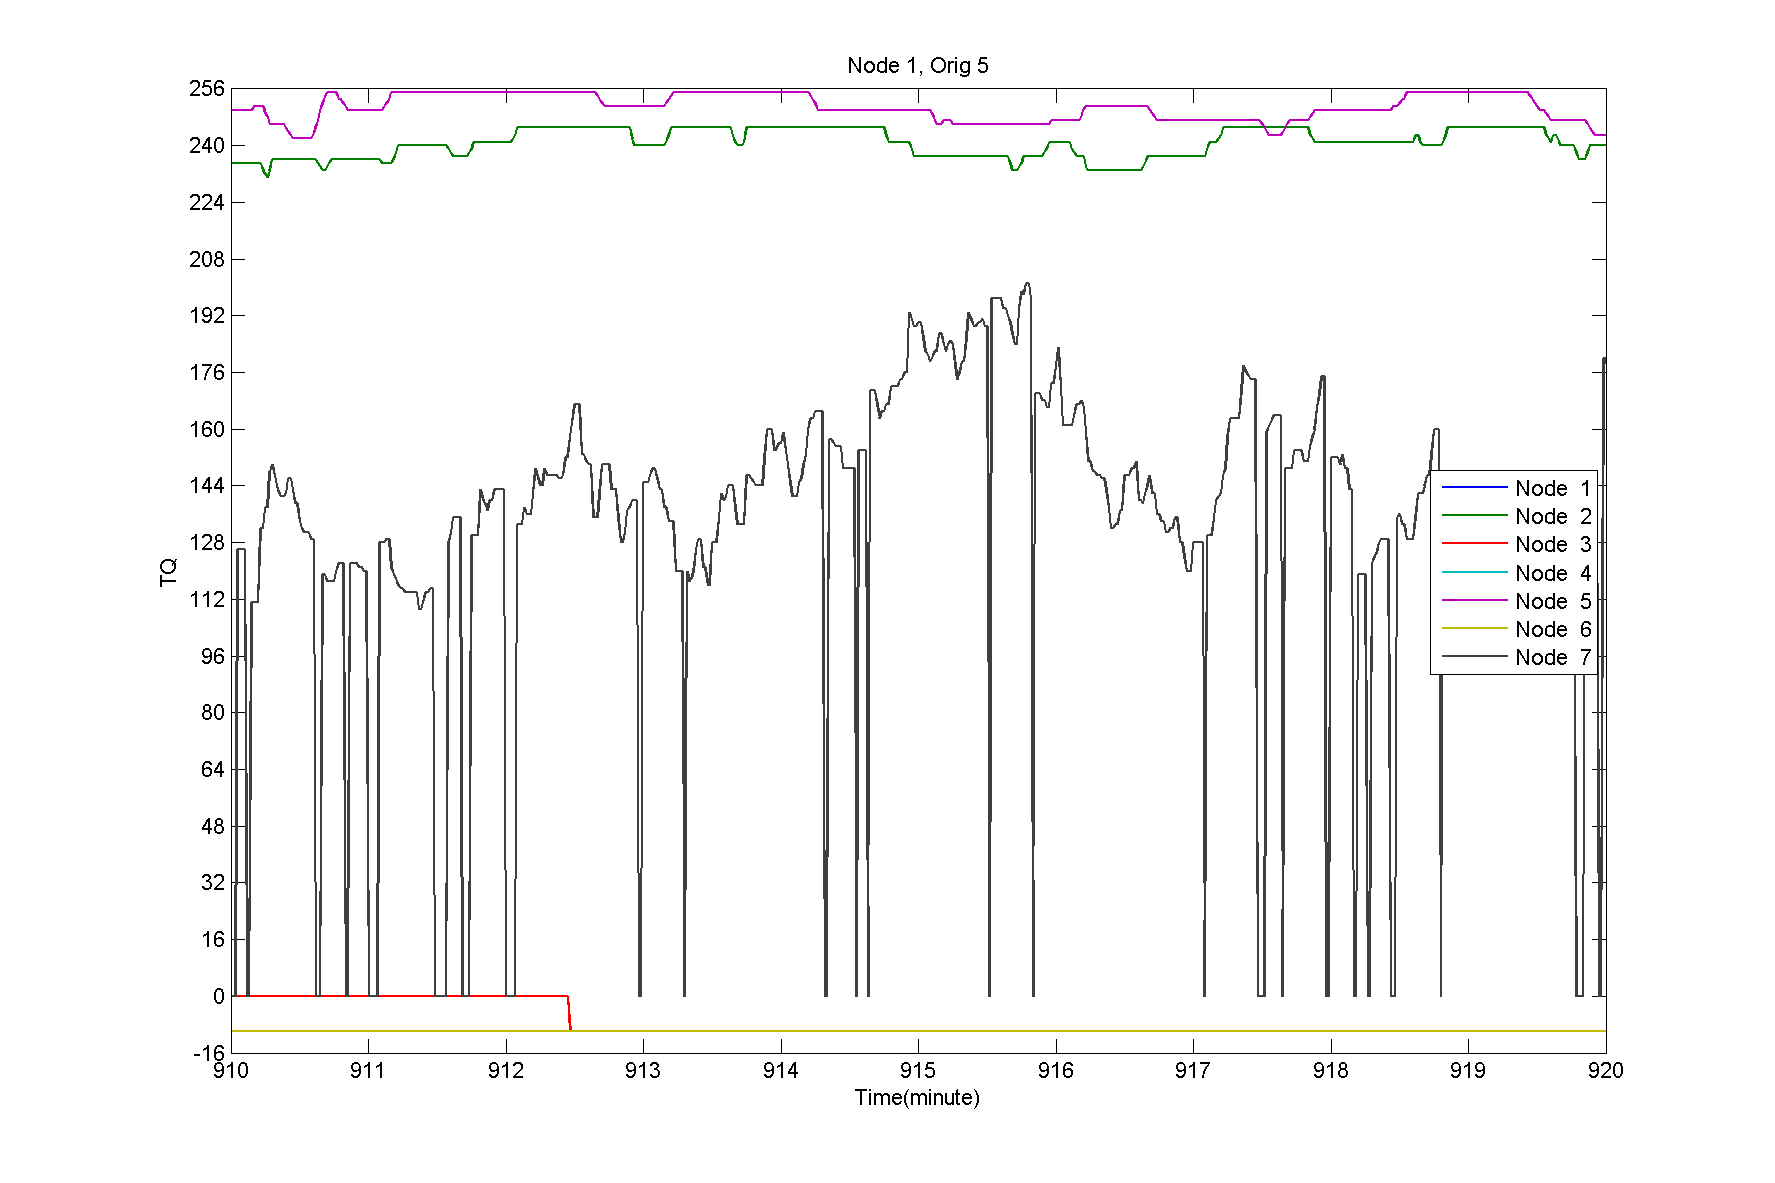 Node 1, Orig 5
256
240
224
208
192
176
160
144
128
112
96
80
64
48
32
16
0
-16
TQ
910 911 912 913 914 915 916 917 918 919 920
Time(minute)
Node 1
Node 2
Node 3
Node 4
Node 5
Node 6
Node 7